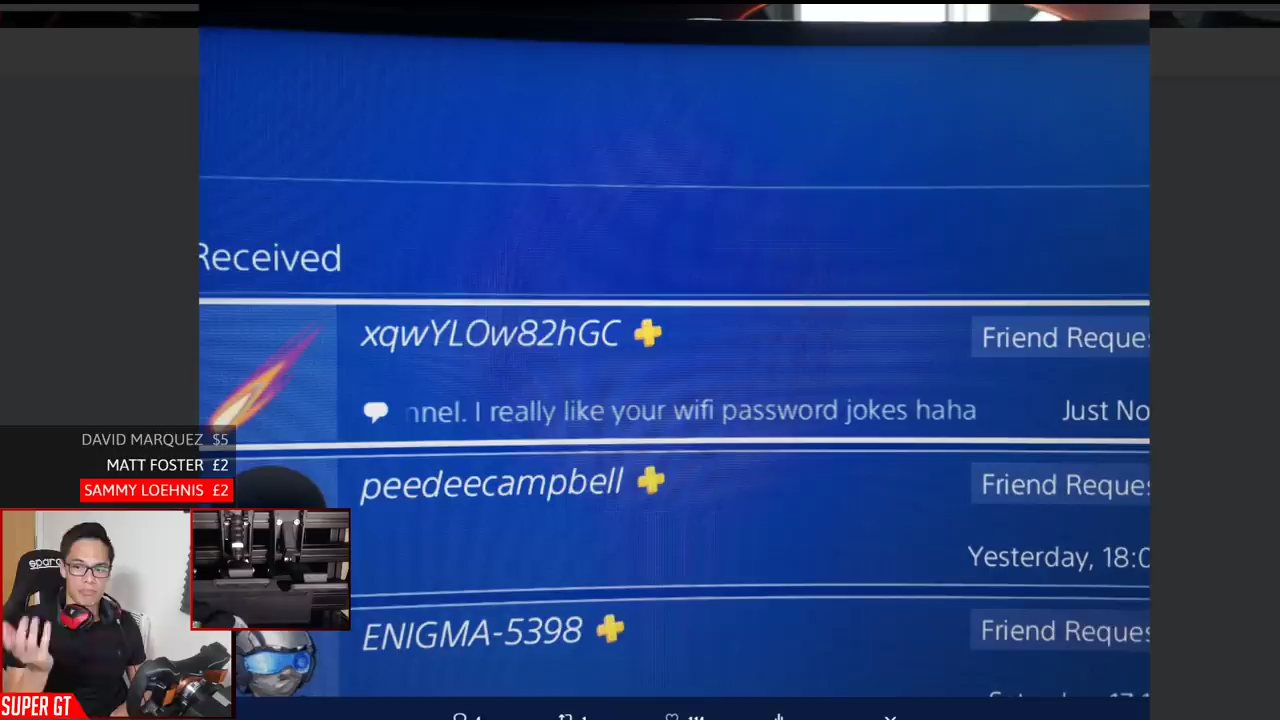 Received
xqwYLOw82hGC
Friend Reques
nnel. I really like your wifi password jokes haha
Just No
DAVID MARQUEZ $5
MATT FOSTER £2
SAMMY LOEHNIS £2
peedeecampbell
Friend Reques
Yesterday, 18:0
ENIGMA-5398
Friend Reques
sparco
SUPER GT